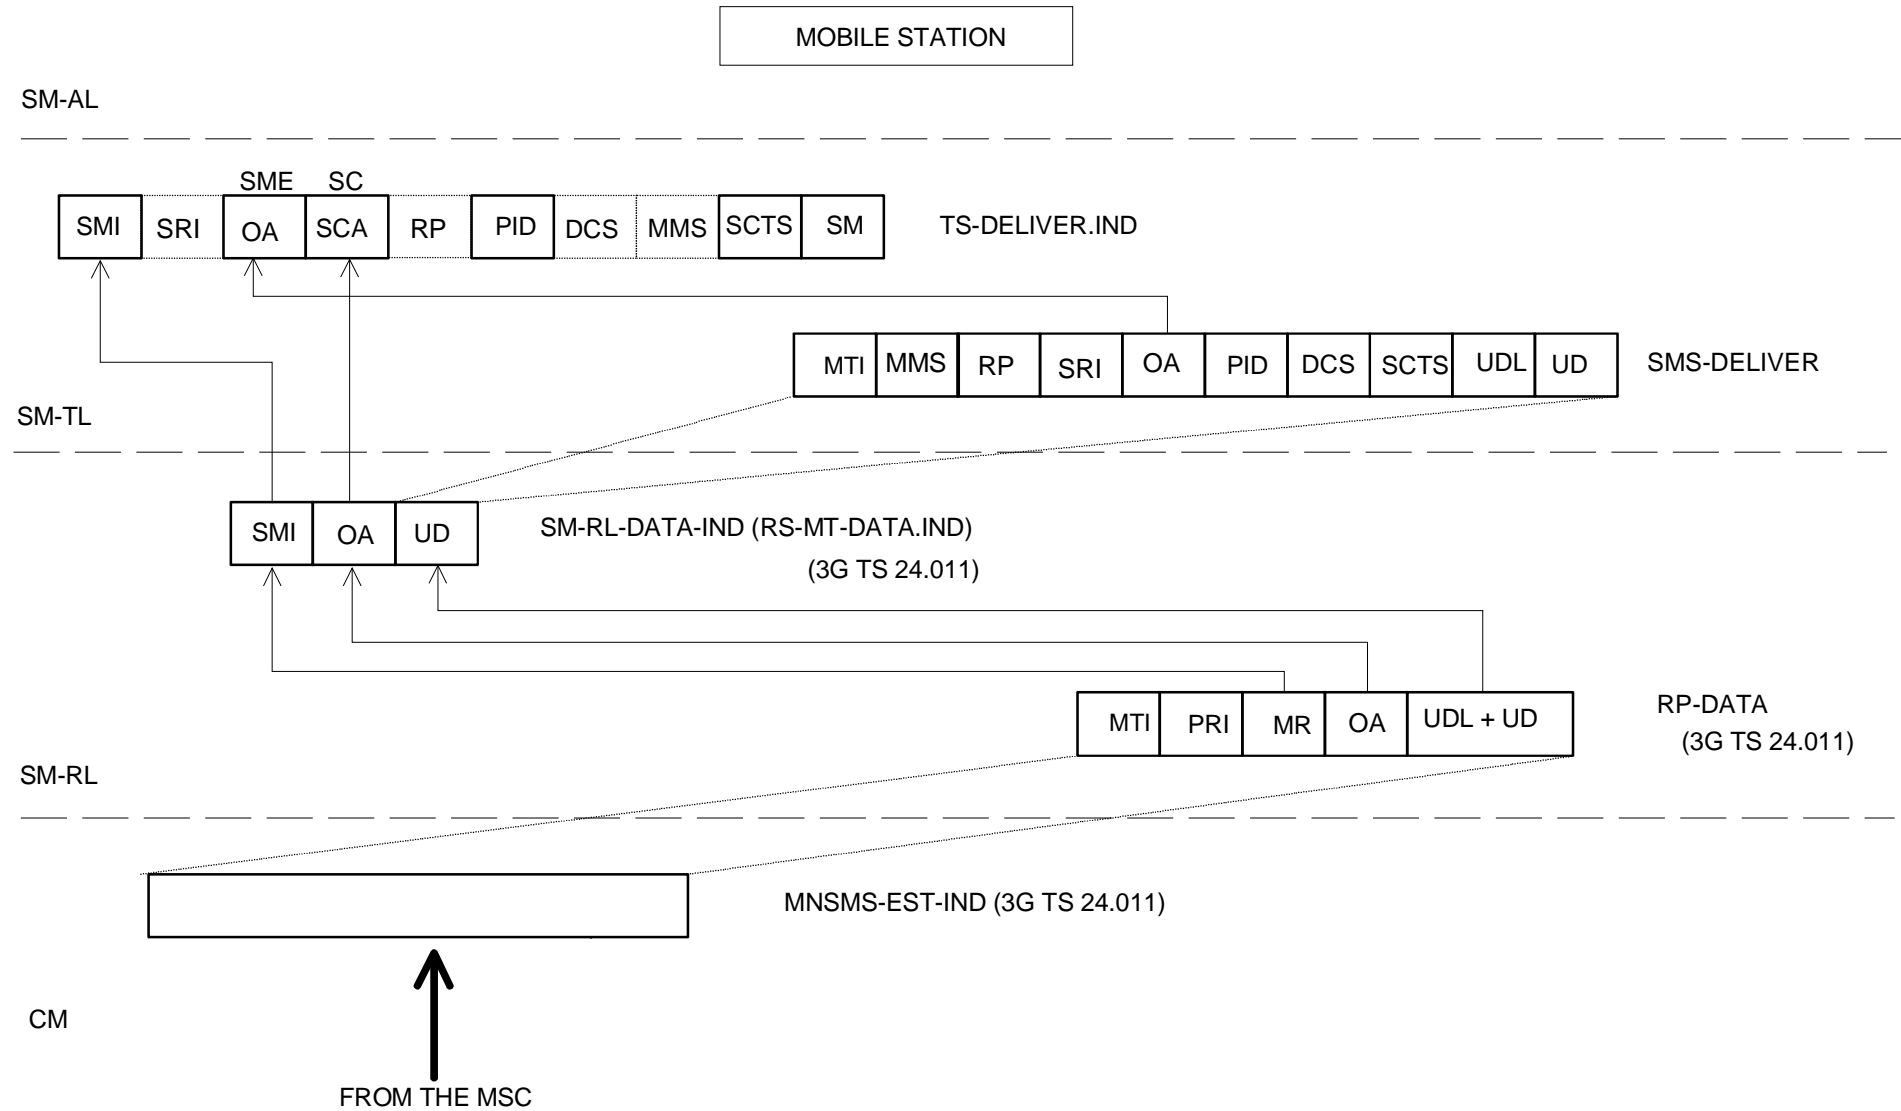 MOBILE STATION
SM-AL
SME SC
SMI SRI OA SCA RP PID DCS MMS SCTS SM TS-DELIVER.IND
MTI MMS RP SRI OA PID DCS SCTS UDL UD SMS-DELIVER
SM-TL
SMI OA UD SM-RL-DATA-IND (RS-MT-DATA.IND)
(3G TS 24.011)
MTI PRI MR OA UDL + UD RP-DATA
(3G TS 24.011)
SM-RL
MNSMS-EST-IND (3G TS 24.011)
CM
FROM THE MSC